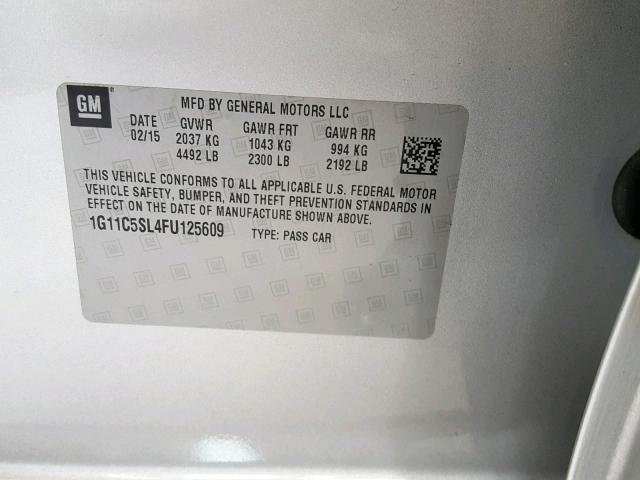 GM
MFD BY GENERAL MOTORS LLC
DATE GVWR GAWR FRT GAWR RR
02/15 2037 KG 1043 KG 994 KG
4492 LB 2300 LB 2192 LB
THIS VEHICLE CONFORMS TO ALL APPLICABLE U.S. FEDERAL MOTOR
VEHICLE SAFETY, BUMPER, AND THEFT PREVENTION STANDARDS IN
EFFECT ON THE DATE OF MANUFACTURE SHOWN ABOVE.
1G11C5SL4FU125609 TYPE: PASS CAR